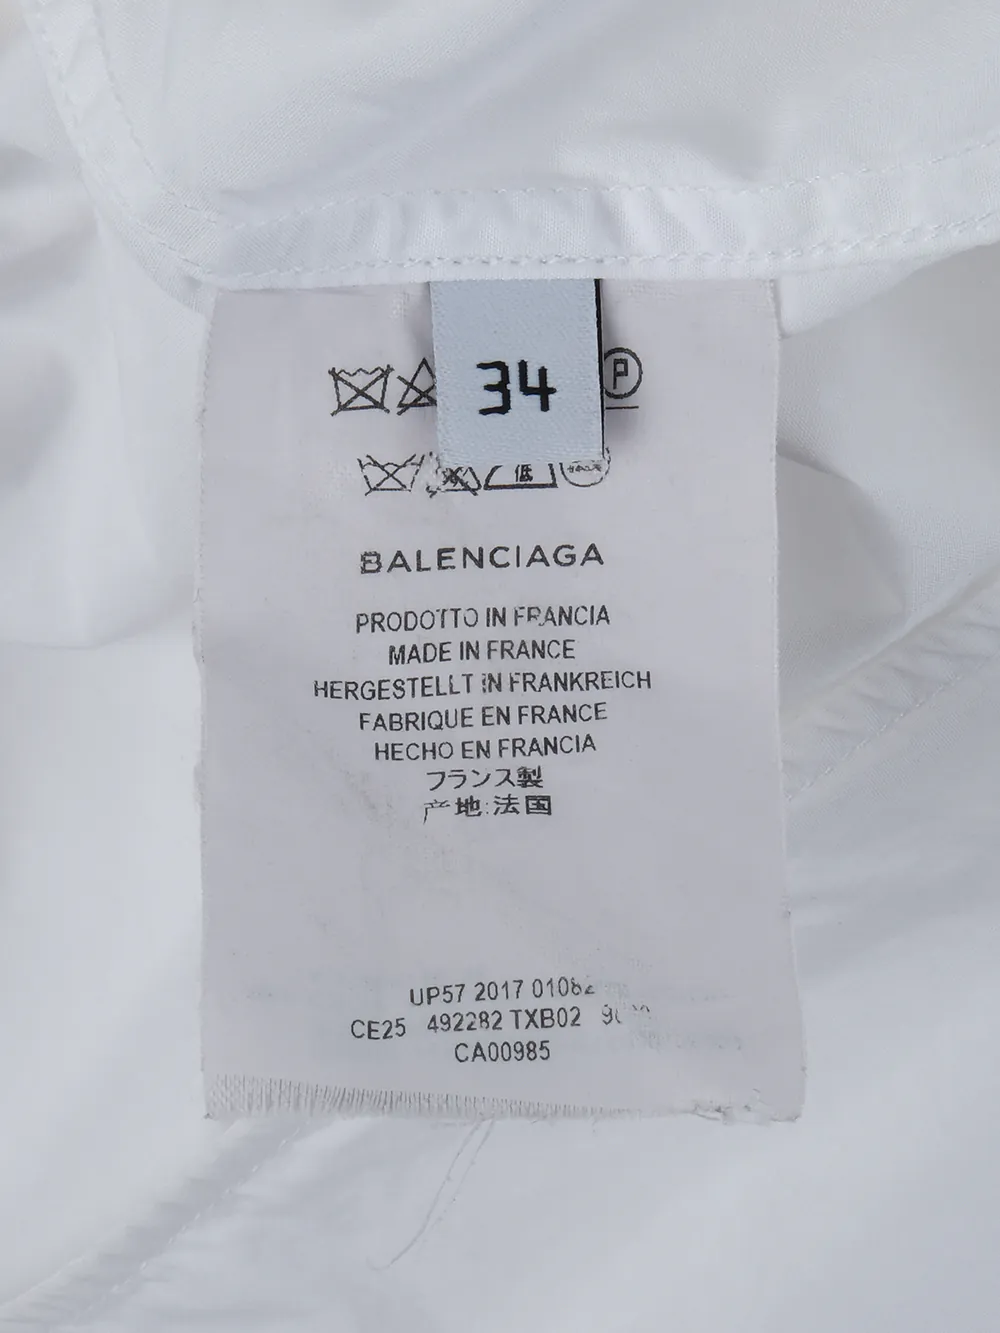 34
P
低
BALENCIAGA
PRODOTTO IN FRANCIA
MADE IN FRANCE
HERGESTELLT IN FRANKREICH
FABRIQUE EN FRANCE
HECHO EN FRANCIA
フランス製
产地:法国
UP57 2017 01082
CE25 492282 TXB02
CA00985